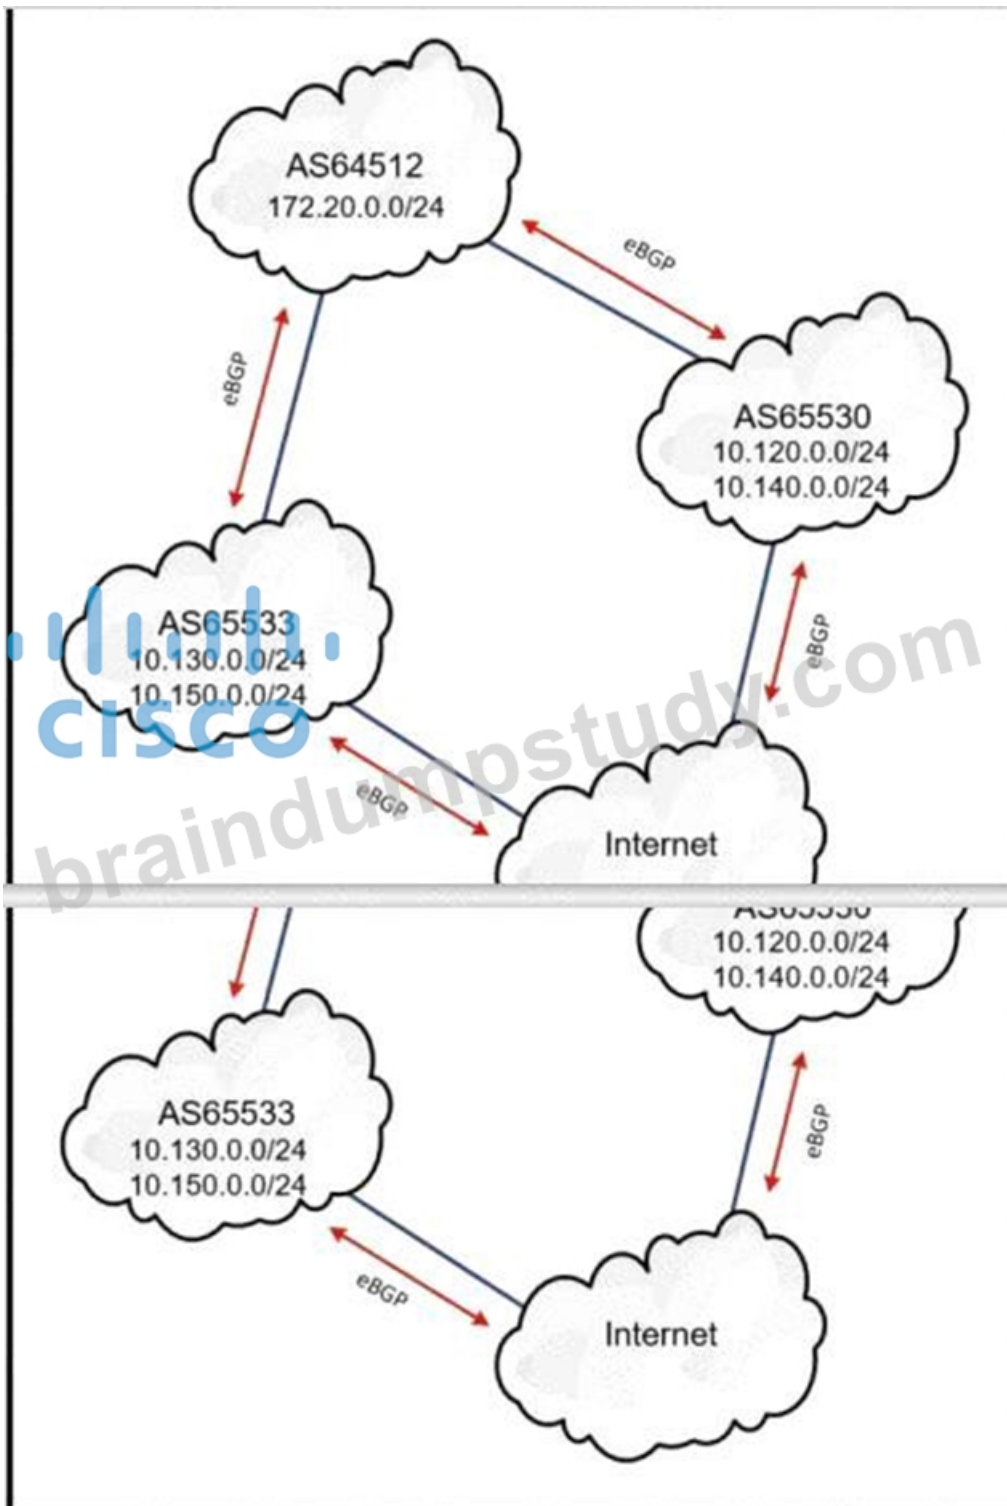 AS64512
172.20.0.0/24
eBGP
eBGP
AS65530
10.120.0.0/24
10.140.0.0/24
AS65533
10.130.0.0/24
10.150.0.0/24
CISCO
eBGP
eBGP
braindumpstudy.com
Internet
10.120.0.0/24
10.140.0.0/24
AS65533
10.130.0.0/24
10.150.0.0/24
eBGP
eBGP
Internet